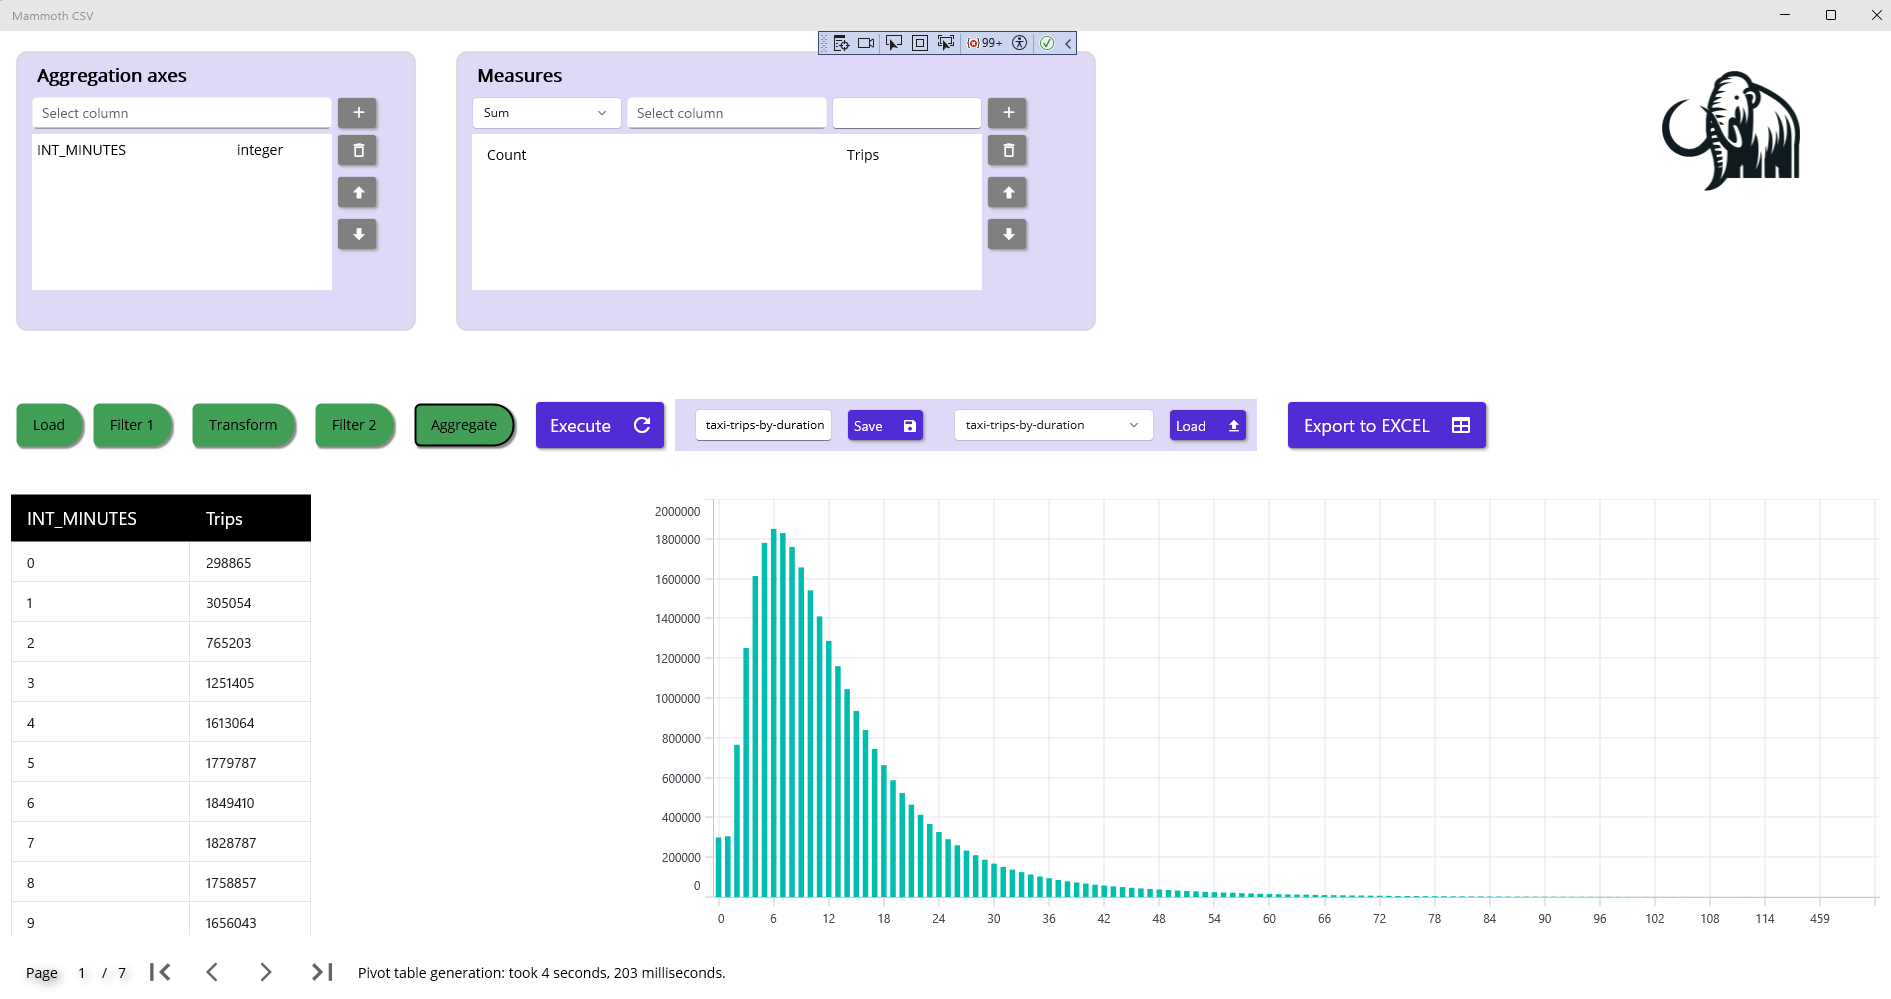 Mammoth CSV
99+
Aggregation axes
Select column
INT_MINUTES integer
Measures
Sum Select column
Count Trips
Load Filter 1 Transform Filter 2 Aggregate Execute taxi-trips-by-duration Save taxi-trips-by-duration Load Export to EXCEL
INT_MINUTES Trips
0 298865
1 305054
2 765203
3 1251405
4 1613064
5 1779787
6 1849410
7 1828787
8 1758857
9 1656043
2000000
1800000
1600000
1400000
1200000
1000000
800000
600000
400000
200000
0
0 6 12 18 24 30 36 42 48 54 60 66 72 78 84 90 96 102 108 114 459
Page 1 / 7 Pivot table generation: took 4 seconds, 203 milliseconds.